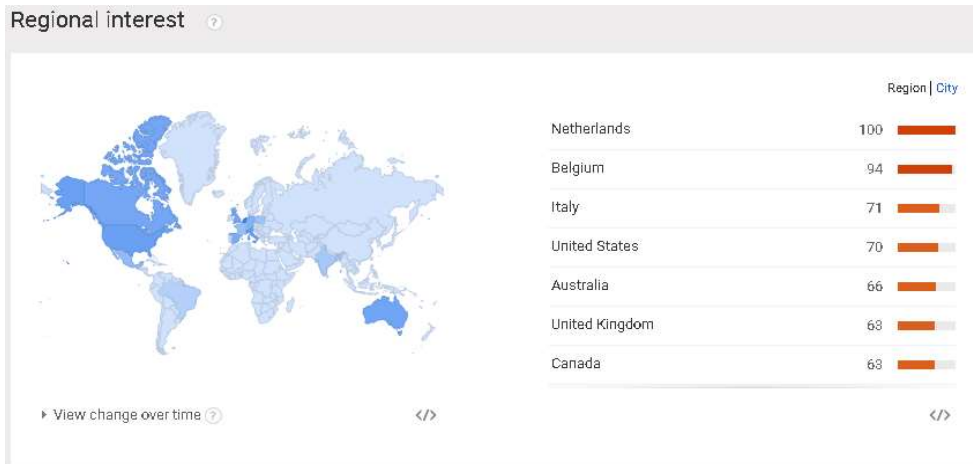 Regional interest ?
Region | City
Netherlands 100
Belgium 94
Italy 71
United States 70
Australia 66
United Kingdom 63
Canada 63
View change over time ? </> </>